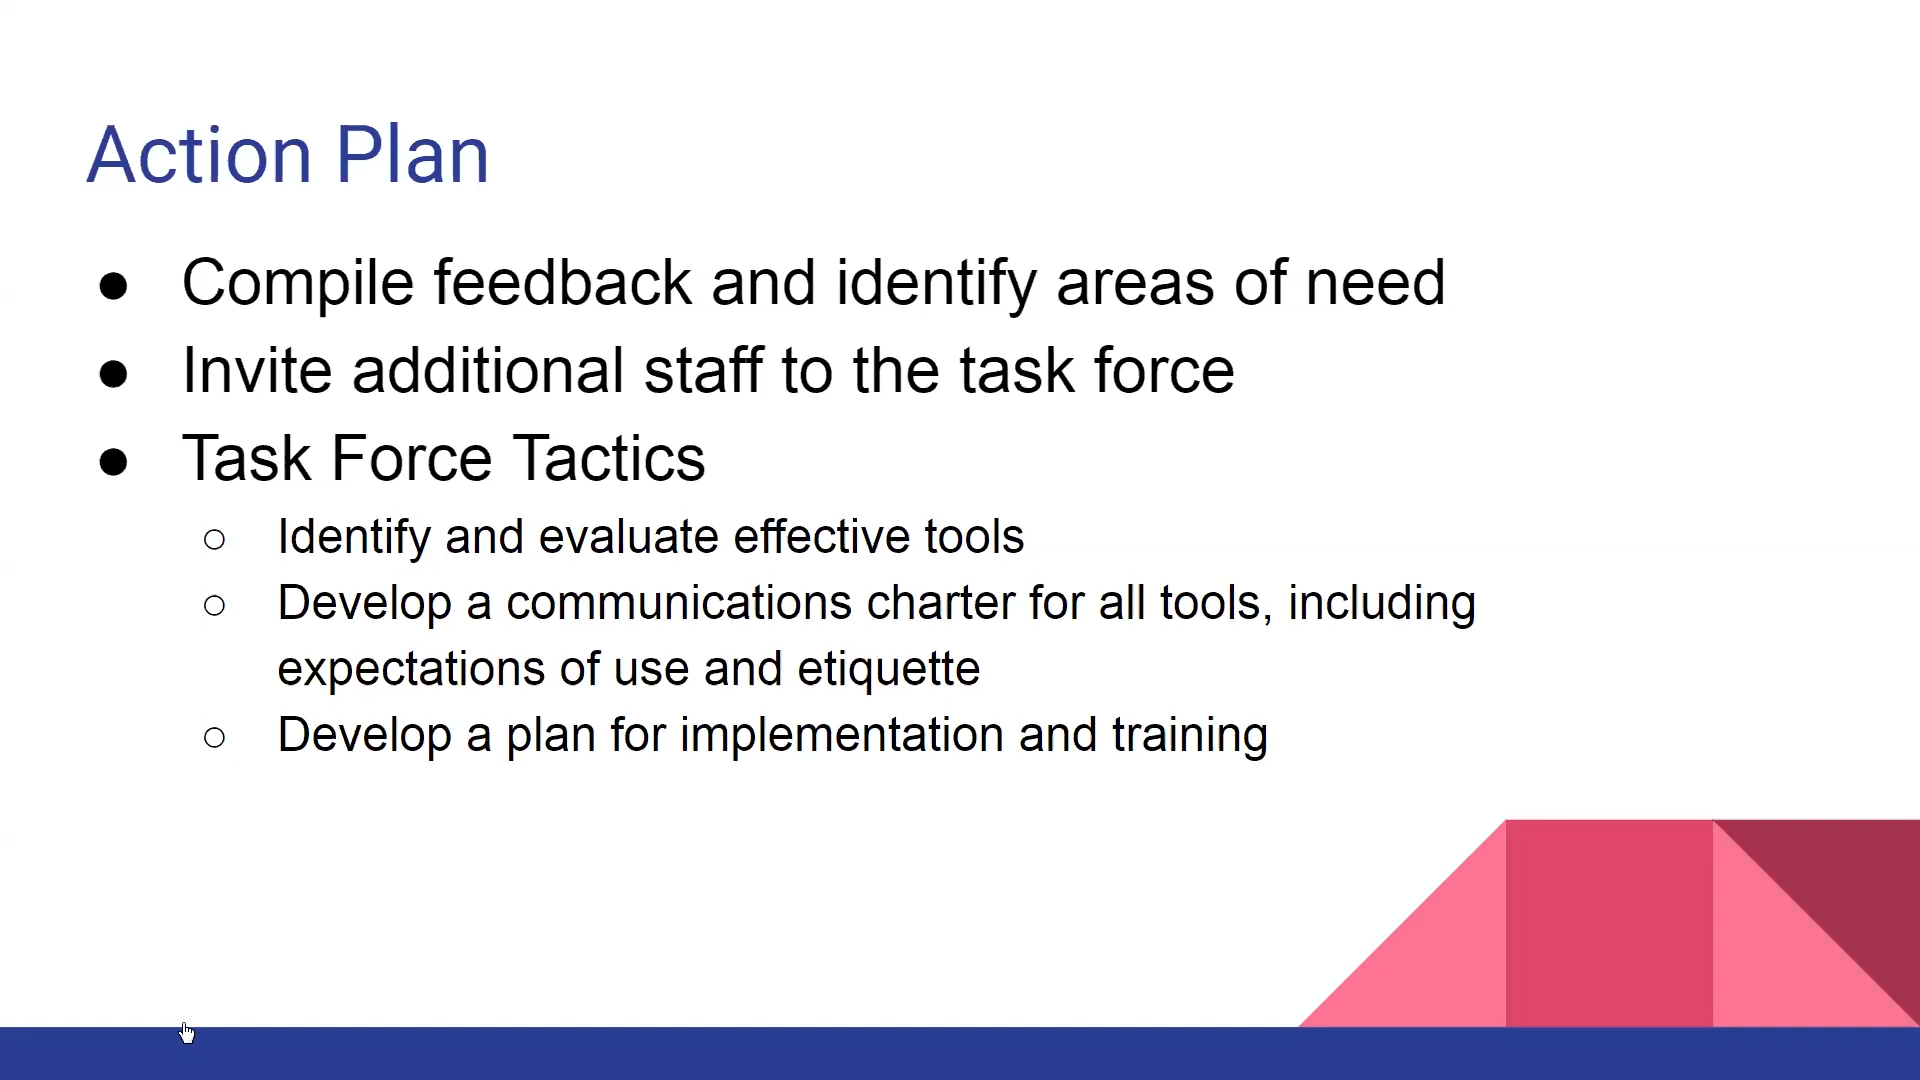 Action Plan
● Compile feedback and identify areas of need
● Invite additional staff to the task force
● Task Force Tactics
○ Identify and evaluate effective tools
○ Develop a communications charter for all tools, including
expectations of use and etiquette
○ Develop a plan for implementation and training